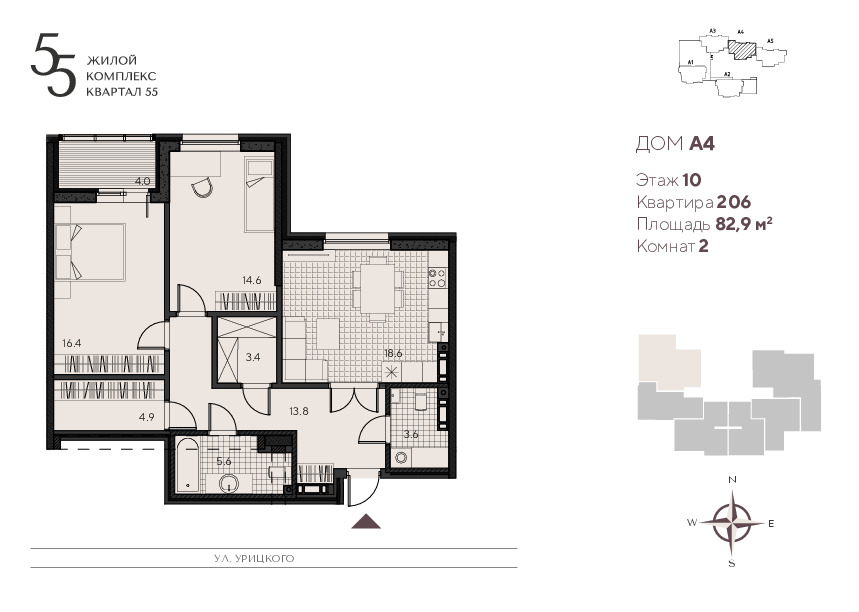 55
ЖИЛОЙ
КОМПЛЕКС
КВАРТАЛ 55
A3
A4
A5
A1
A2
ДОМ A4
Этаж 10
Квартира 206
Площадь 82,9 м²
Комнат 2
4.0
14.6
16.4
3.4
18.6
4.9
13.8
3.6
5.6
N
W
E
S
УЛ. УРИЦКОГО